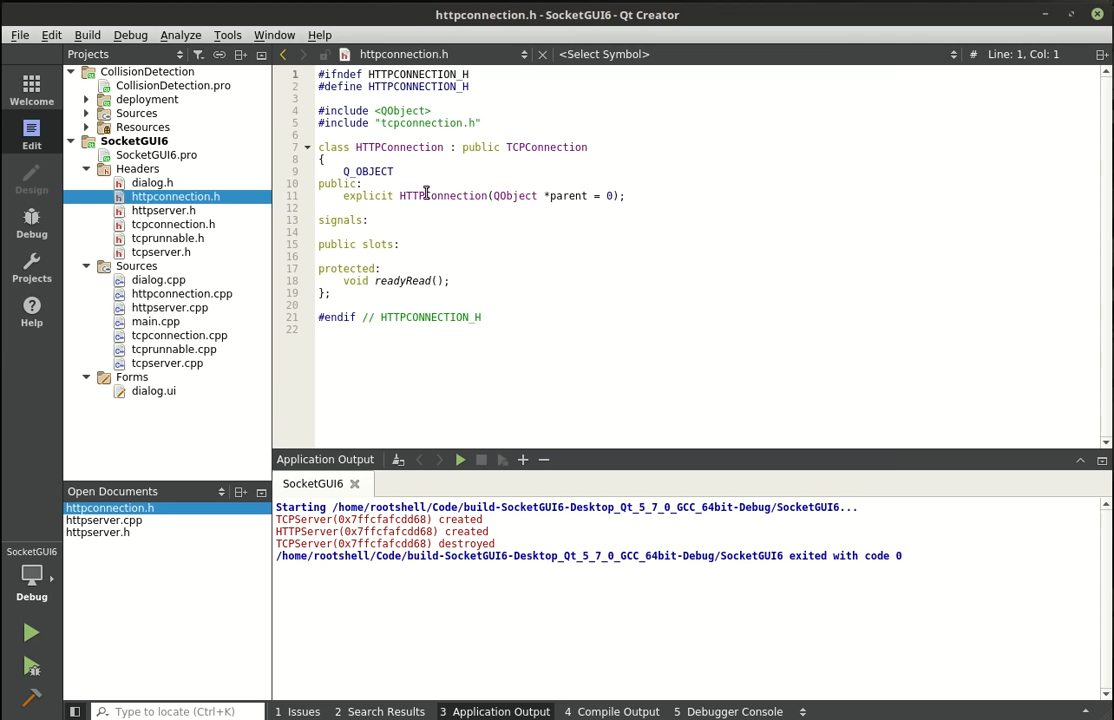 httpconnection.h - SocketGUI6 - Qt Creator
File Edit Build Debug Analyze Tools Window Help
Projects
httpconnection.h
<Select Symbol>
# Line: 1, Col: 1
Welcome
Edit
Design
Debug
Projects
Help
CollisionDetection
CollisionDetection.pro
deployment
Sources
Resources
SocketGUI6
SocketGUI6.pro
Headers
dialog.h
httpconnection.h
httpserver.h
tcpconnection.h
tcprunnable.h
tcpserver.h
Sources
dialog.cpp
httpconnection.cpp
httpserver.cpp
main.cpp
tcpconnection.cpp
tcprunnable.cpp
tcpserver.cpp
Forms
dialog.ui
1 #ifndef HTTPCONNECTION_H
2 #define HTTPCONNECTION_H
3
4 #include <QObject>
5 #include "tcpconnection.h"
6
7 class HTTPConnection : public TCPConnection
8 {
9 Q_OBJECT
10 public:
11 explicit HTTPConnection(QObject *parent = 0);
12
13 signals:
14
15 public slots:
16
17 protected:
18 void readyRead();
19 };
20
21 #endif // HTTPCONNECTION_H
22
Open Documents
httpconnection.h
httpserver.cpp
httpserver.h
SocketGUI6
Debug
Application Output
SocketGUI6
Starting /home/rootshell/Code/build-SocketGUI6-Desktop_Qt_5_7_0_GCC_64bit-Debug/SocketGUI6...
TCPServer(0x7ffcfafcdd68) created
HTTPServer(0x7ffcfafcdd68) created
TCPServer(0x7ffcfafcdd68) destroyed
/home/rootshell/Code/build-SocketGUI6-Desktop_Qt_5_7_0_GCC_64bit-Debug/SocketGUI6 exited with code 0
Type to locate (Ctrl+K)
1 Issues 2 Search Results 3 Application Output 4 Compile Output 5 Debugger Console